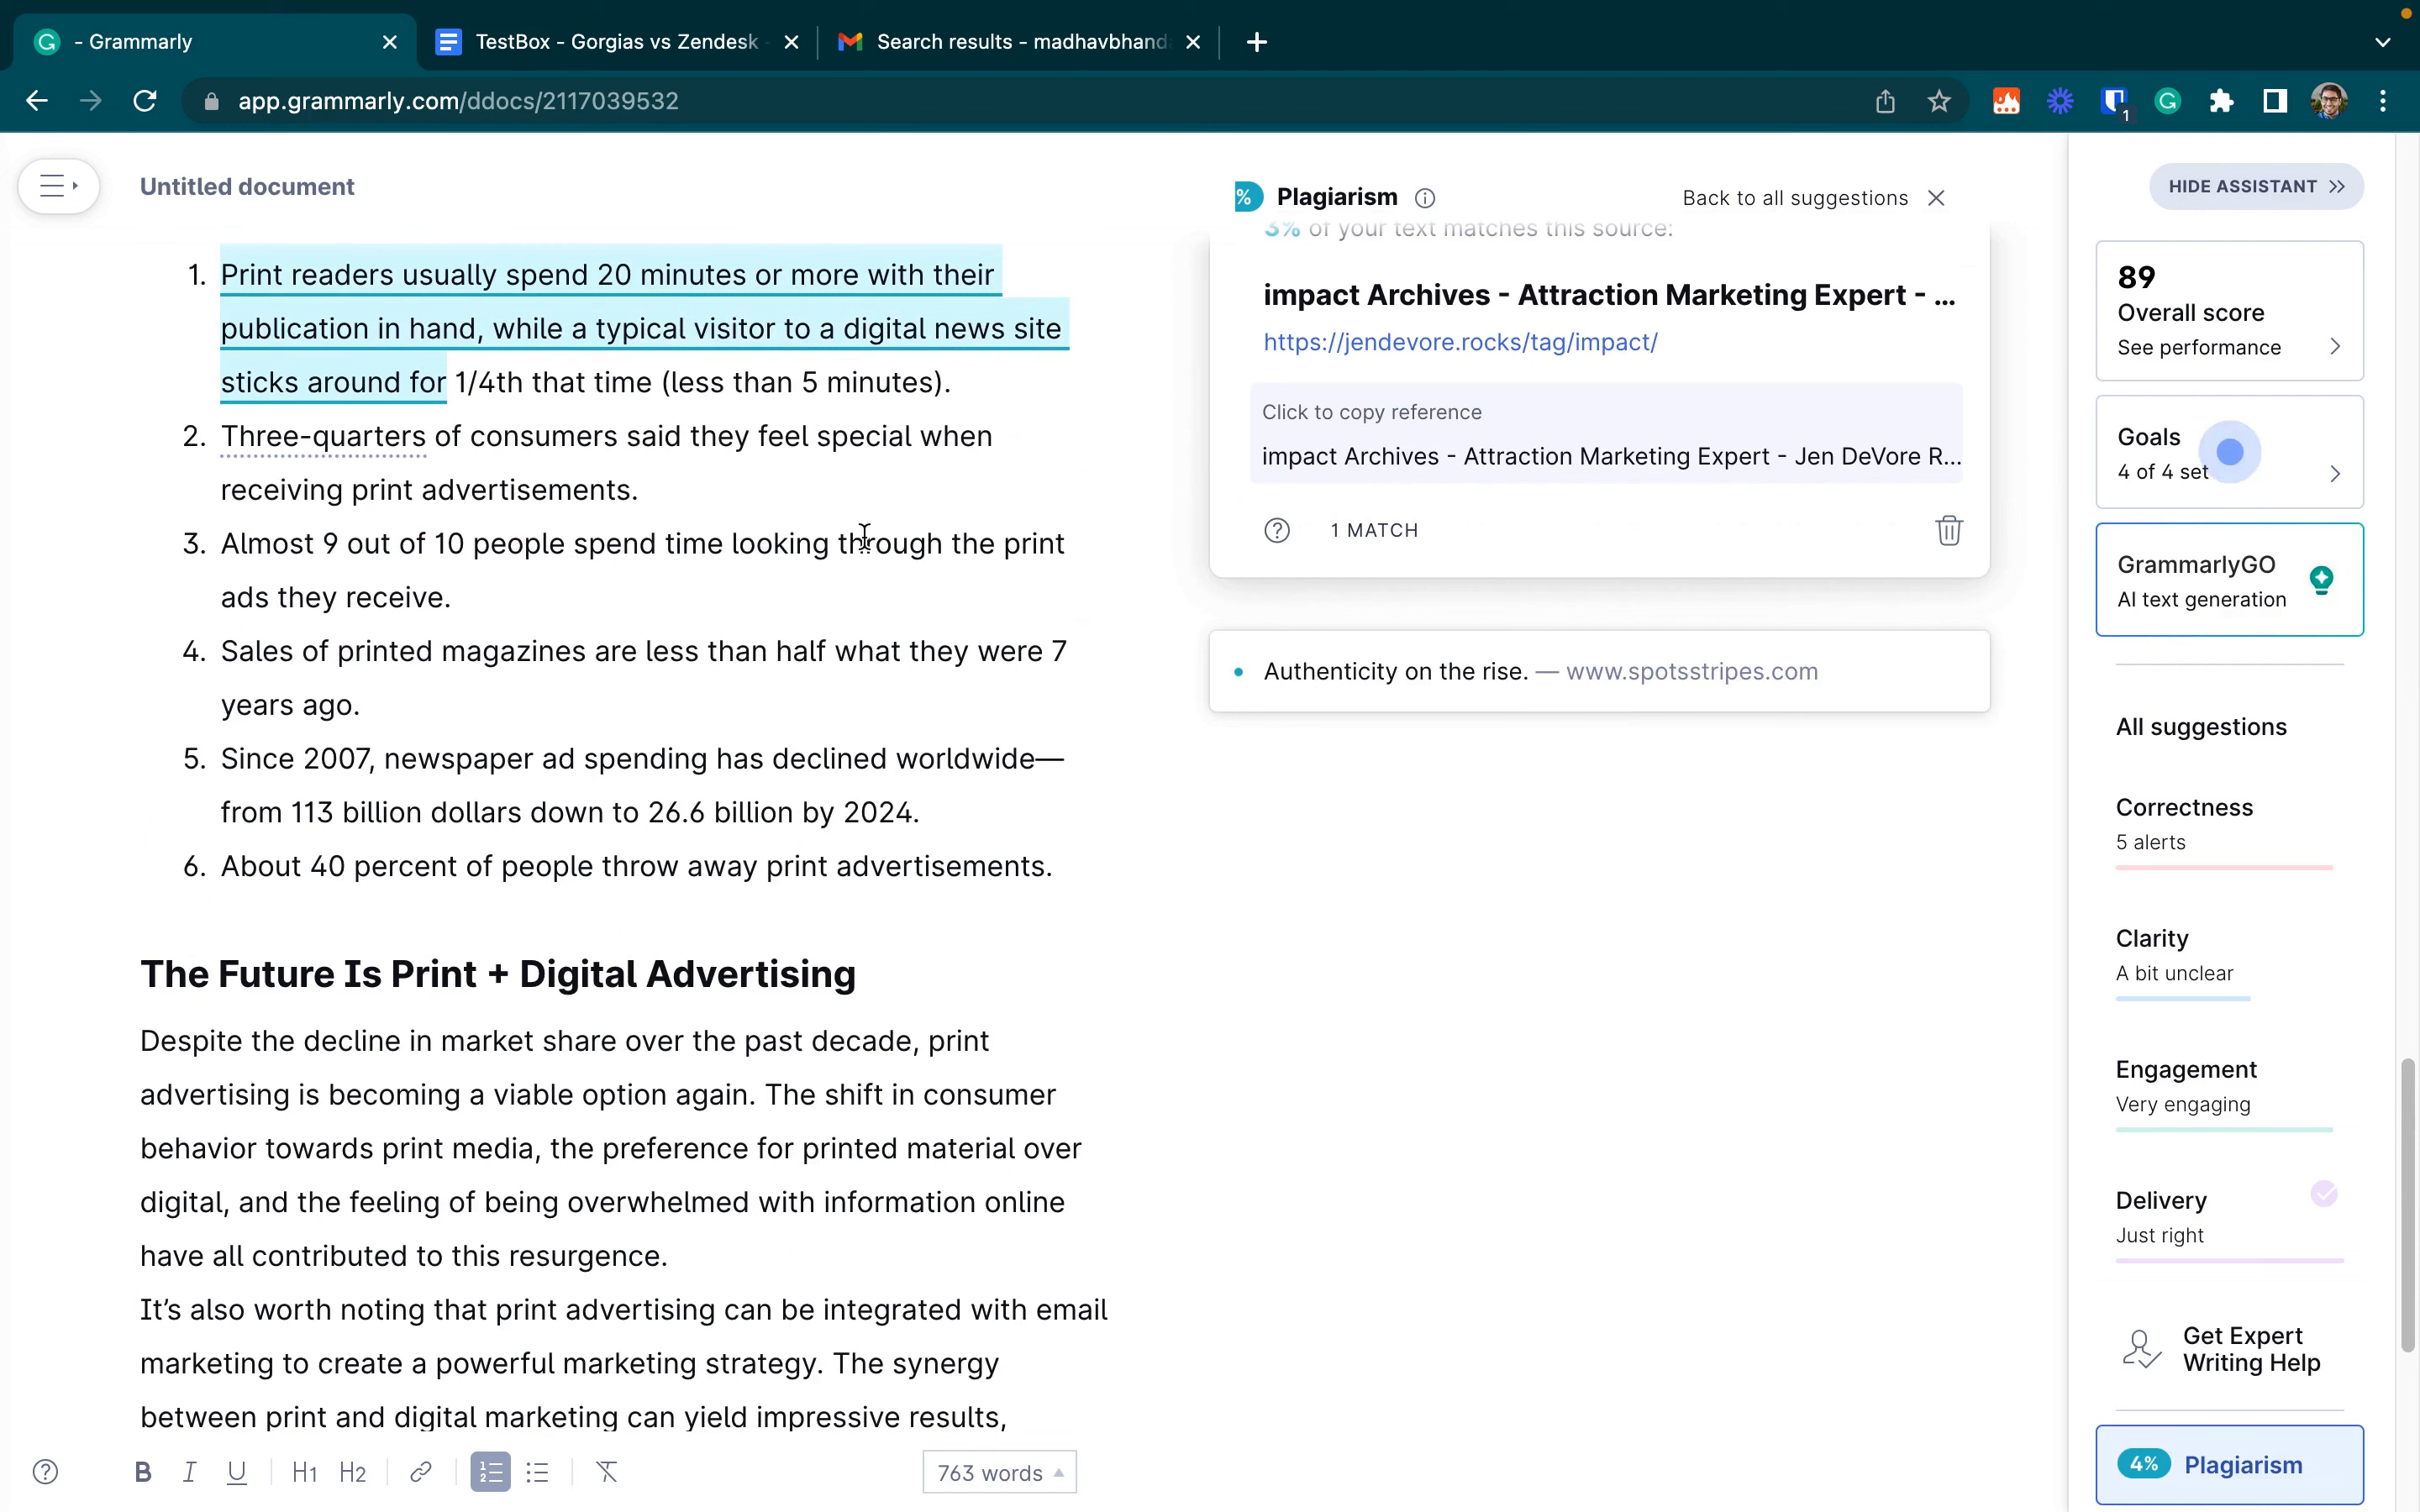 - Grammarly
TestBox - Gorgias vs Zendesk -
Search results - madhavbhanda
app.grammarly.com/ddocs/2117039532
1
Untitled document
1. Print readers usually spend 20 minutes or more with their
publication in hand, while a typical visitor to a digital news site
sticks around for 1/4th that time (less than 5 minutes).
2. Three-quarters of consumers said they feel special when
receiving print advertisements.
3. Almost 9 out of 10 people spend time looking through the print
ads they receive.
4. Sales of printed magazines are less than half what they were 7
years ago.
5. Since 2007, newspaper ad spending has declined worldwide—
from 113 billion dollars down to 26.6 billion by 2024.
6. About 40 percent of people throw away print advertisements.
The Future Is Print + Digital Advertising
Despite the decline in market share over the past decade, print
advertising is becoming a viable option again. The shift in consumer
behavior towards print media, the preference for printed material over
digital, and the feeling of being overwhelmed with information online
have all contributed to this resurgence.
It’s also worth noting that print advertising can be integrated with email
marketing to create a powerful marketing strategy. The synergy
between print and digital marketing can yield impressive results,
B I U H1 H2
763 words
% Plagiarism
Back to all suggestions
3% of your text matches this source:
impact Archives - Attraction Marketing Expert - ...
https://jendevore.rocks/tag/impact/
Click to copy reference
impact Archives - Attraction Marketing Expert - Jen DeVore R...
1 MATCH
Authenticity on the rise. — www.spotsstripes.com
HIDE ASSISTANT
89
Overall score
See performance
Goals
4 of 4 set
GrammarlyGO
AI text generation
All suggestions
Correctness
5 alerts
Clarity
A bit unclear
Engagement
Very engaging
Delivery
Just right
Get Expert
Writing Help
4% Plagiarism